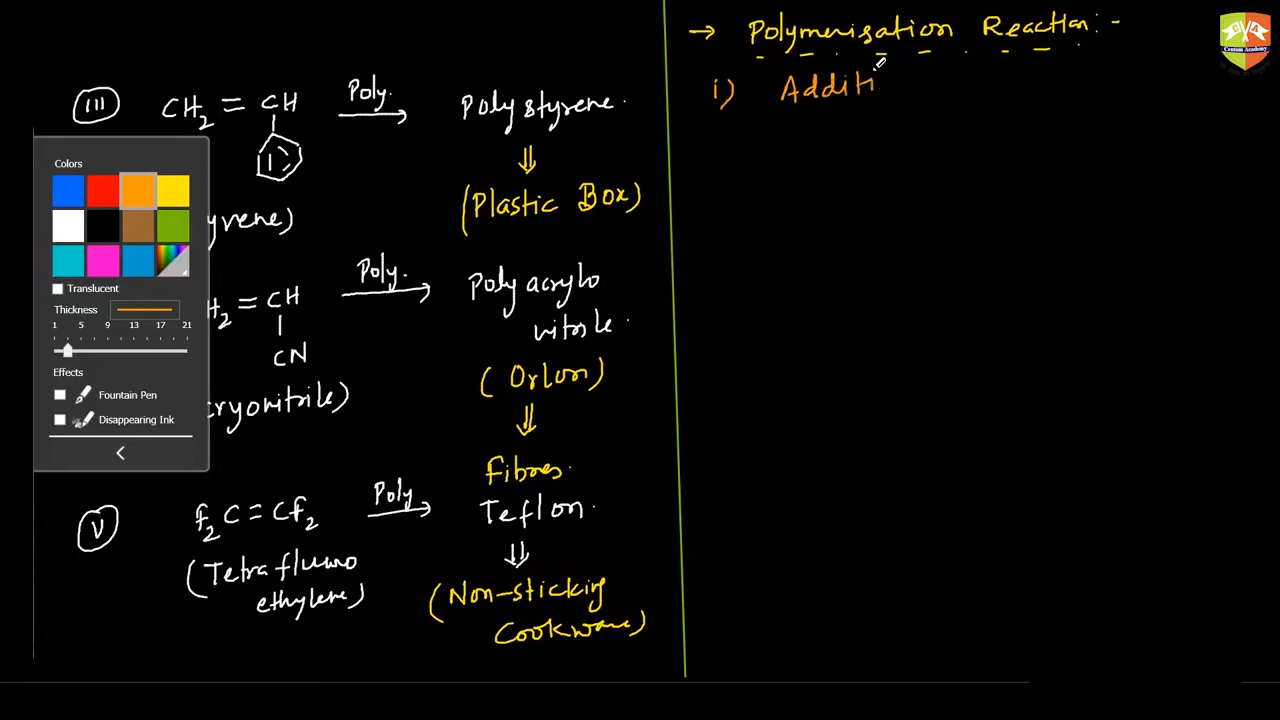 III CH2 = CH Poly. Polystyrene.
(Plastic Box)
yrene)
H2 = CH Poly. Polyacrylo
nitrile.
CN
cryonitrile) (Orlon)
Fibres.
V F2C = CF2 Poly Teflon.
(Tetrafluoro
ethylene) (Non-sticking
Cookware)
→ Polymerisation Reaction :-
i) Additi
Colors
Translucent
Thickness
1 5 9 13 17 21
Effects
Fountain Pen
Disappearing Ink
Centum Academy